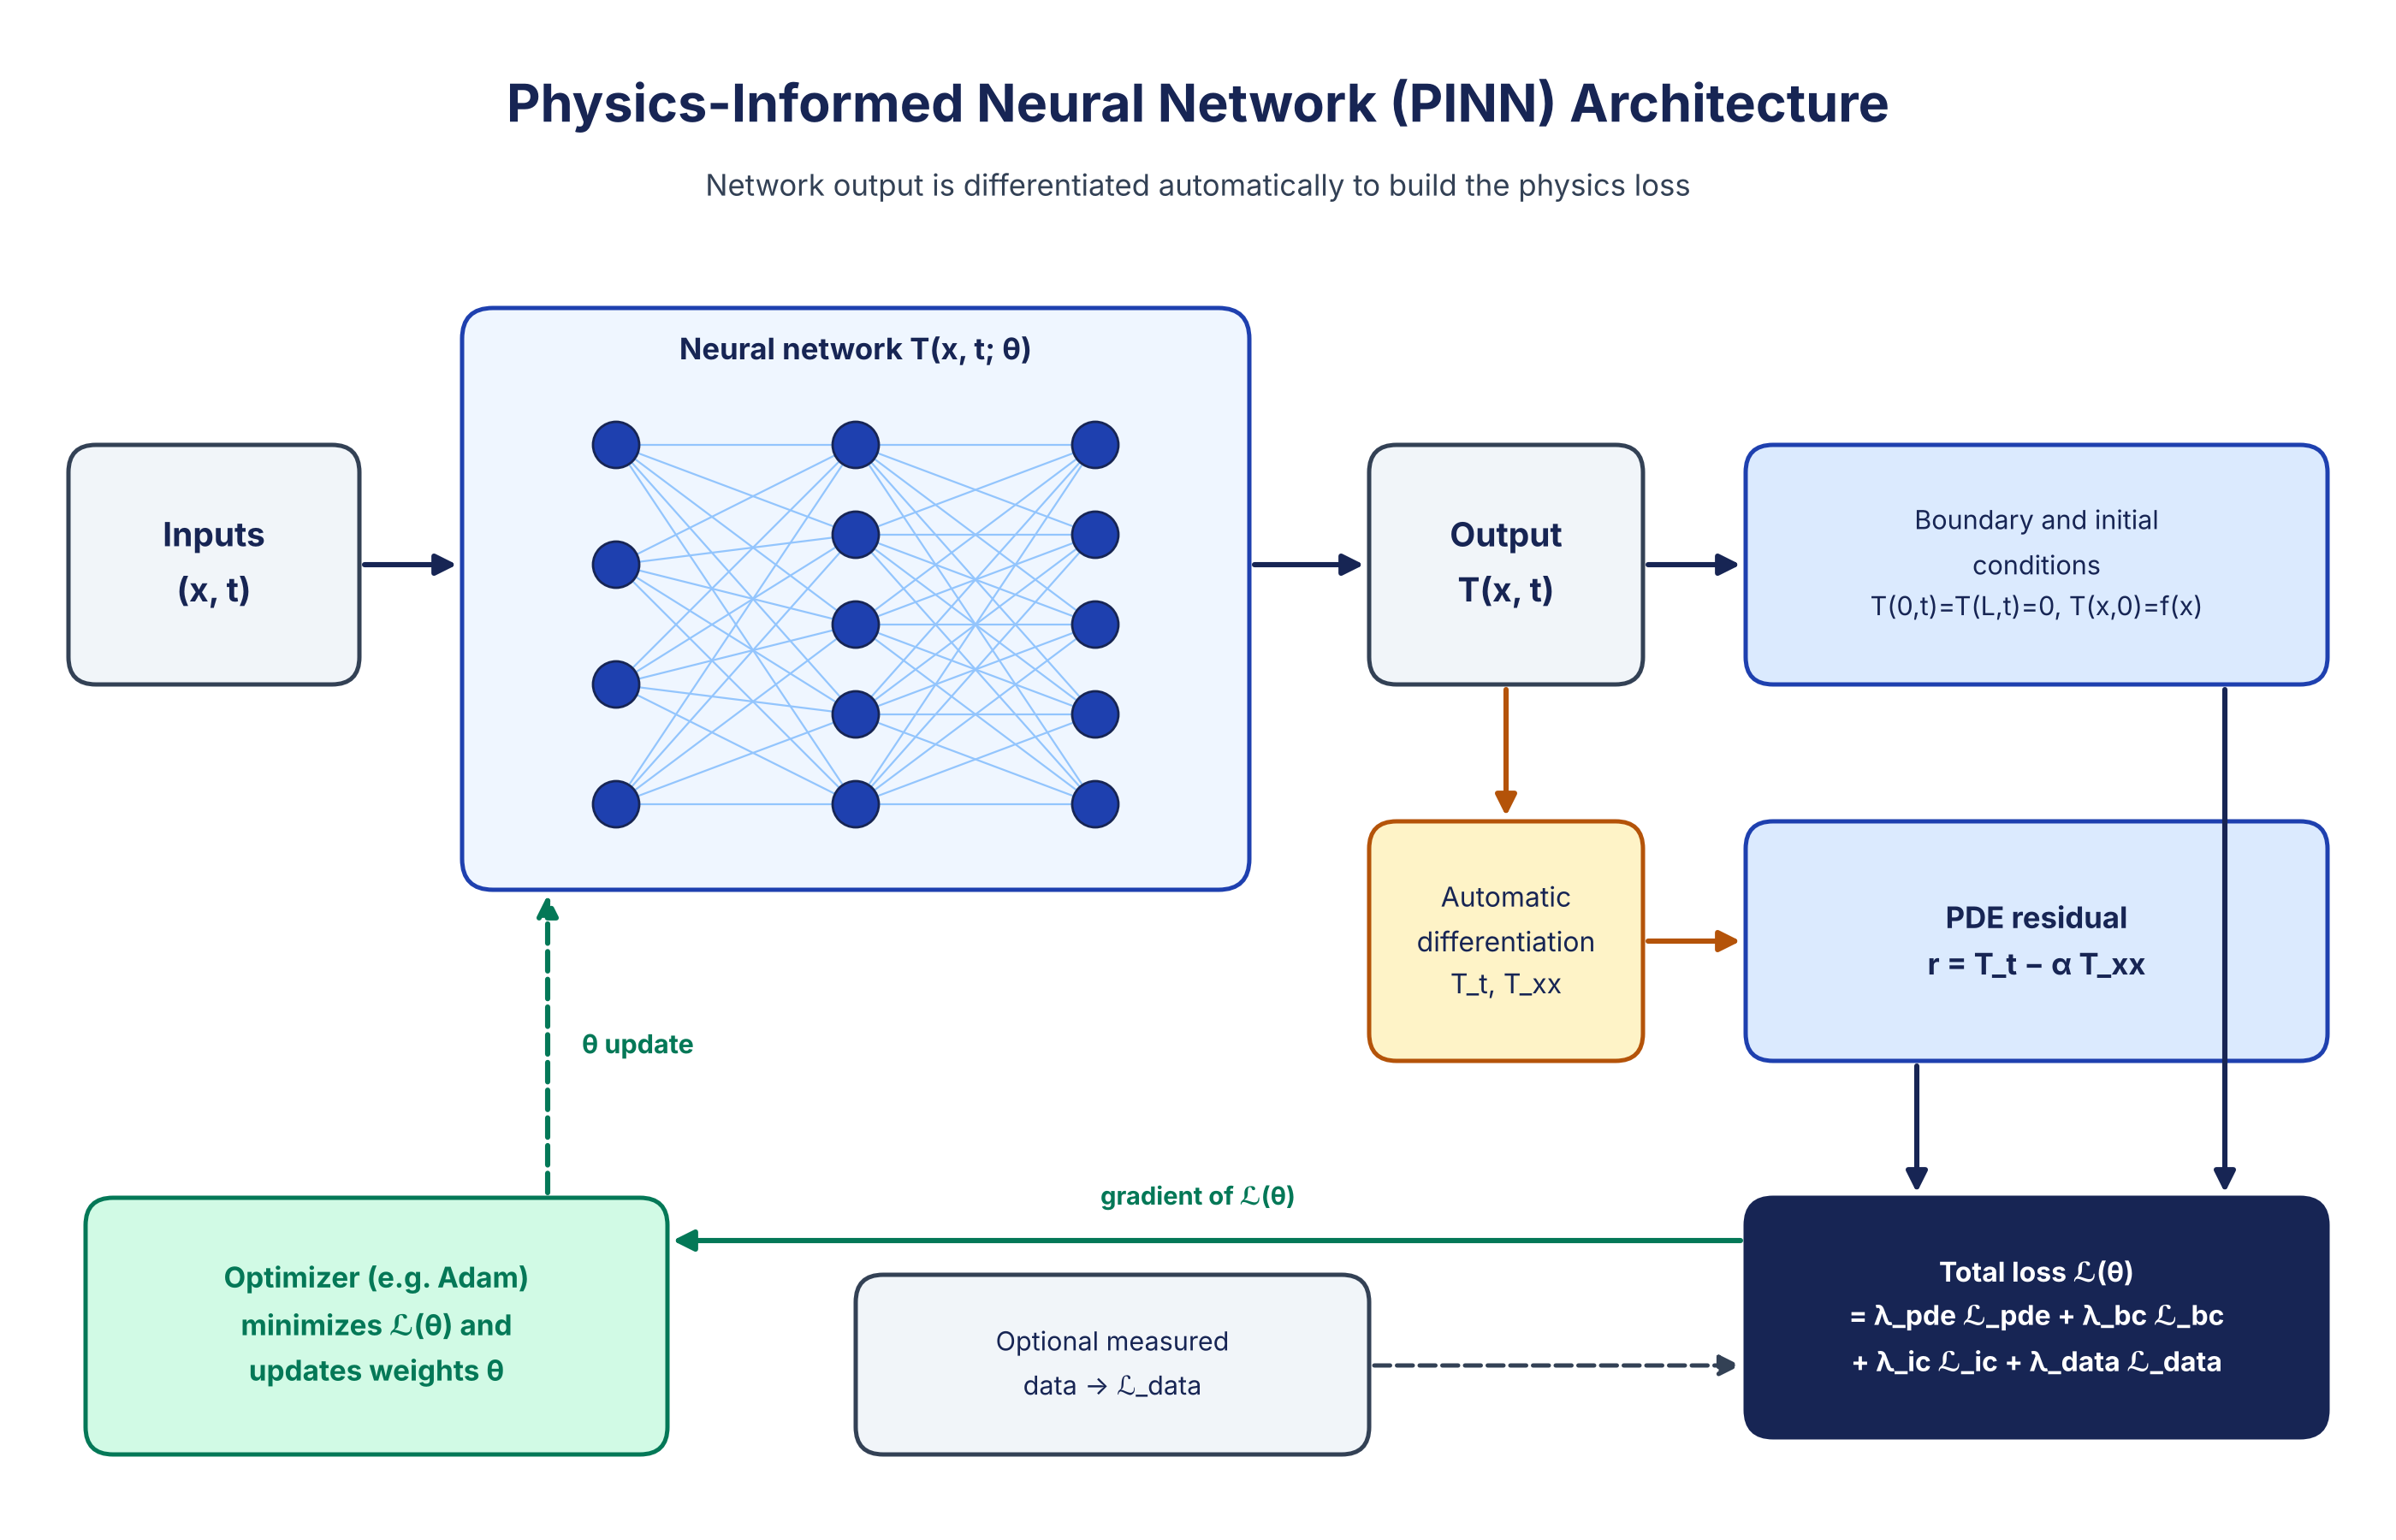 Physics-Informed Neural Network (PINN) Architecture
Network output is differentiated automatically to build the physics loss
Neural network T(x, t; θ)
Inputs
(x, t)
Output
T(x, t)
Boundary and initial
conditions
T(0,t)=T(L,t)=0, T(x,0)=f(x)
Automatic
differentiation
T_t, T_xx
PDE residual
r = T_t − α T_xx
θ update
gradient of ℒ(θ)
Optimizer (e.g. Adam)
minimizes ℒ(θ) and
updates weights θ
Optional measured
data → ℒ_data
Total loss ℒ(θ)
= λ_pde ℒ_pde + λ_bc ℒ_bc
+ λ_ic ℒ_ic + λ_data ℒ_data